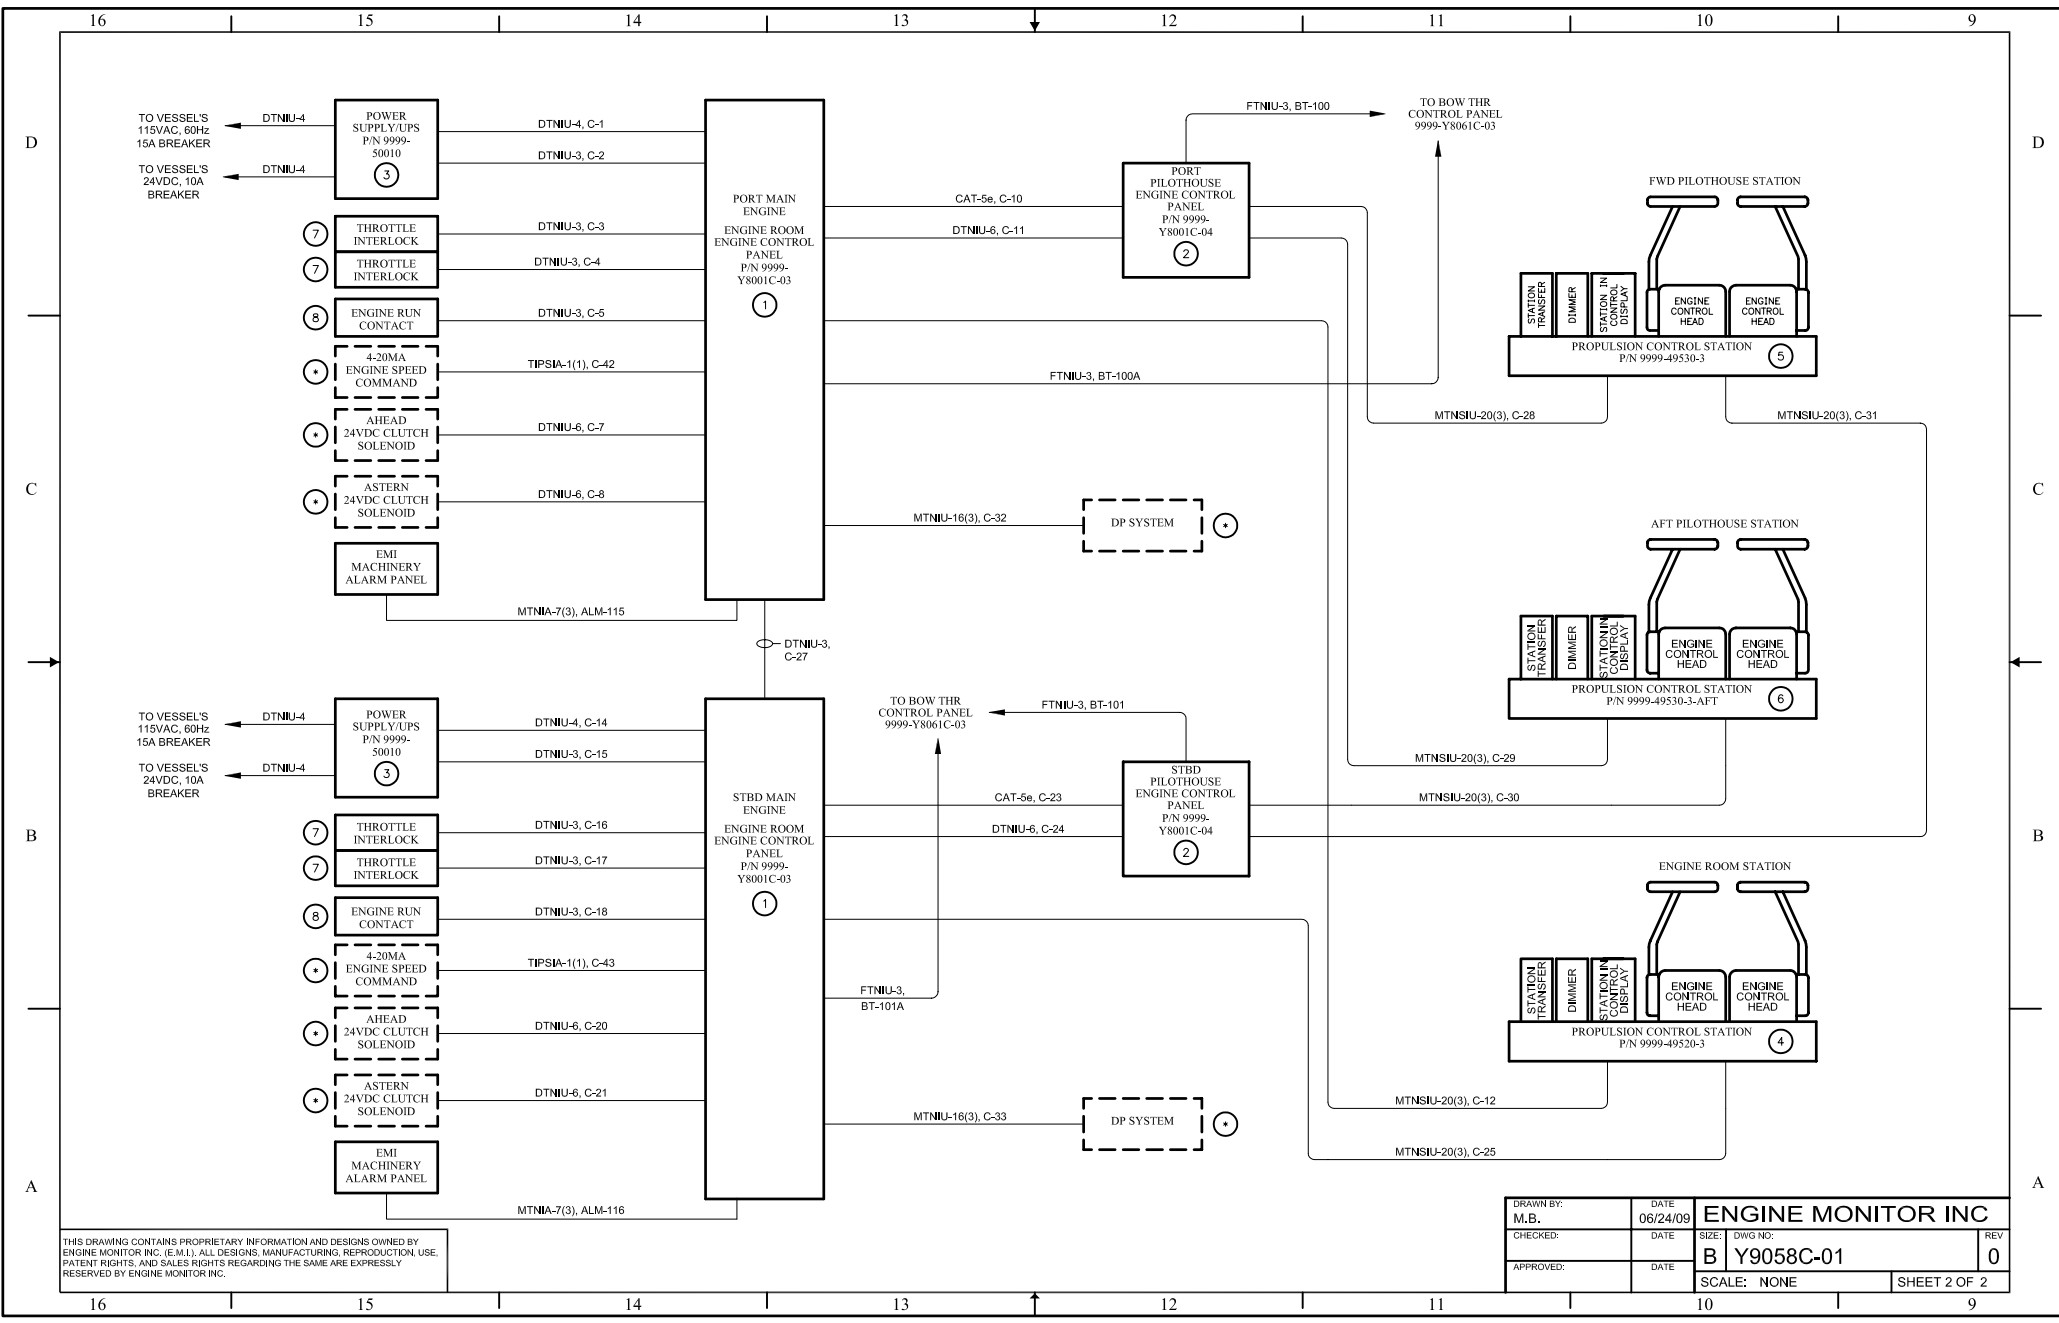 16 15 14 13 12 11 10 9
D
C
B
A
D
C
B
A
TO VESSEL'S
115VAC, 60Hz
15A BREAKER
DTNIU-4
TO VESSEL'S
24VDC, 10A
BREAKER
DTNIU-4
POWER
SUPPLY/UPS
P/N 9999-
50010
3
DTNIU-4, C-1
DTNIU-3, C-2
7
THROTTLE
INTERLOCK
DTNIU-3, C-3
7
THROTTLE
INTERLOCK
DTNIU-3, C-4
8
ENGINE RUN
CONTACT
DTNIU-3, C-5
*
4-20MA
ENGINE SPEED
COMMAND
TIPSIA-1(1), C-42
*
AHEAD
24VDC CLUTCH
SOLENOID
DTNIU-6, C-7
*
ASTERN
24VDC CLUTCH
SOLENOID
DTNIU-6, C-8
EMI
MACHINERY
ALARM PANEL
MTNIA-7(3), ALM-115
PORT MAIN
ENGINE
ENGINE ROOM
ENGINE CONTROL
PANEL
P/N 9999-
Y8001C-03
1
DTNIU-3,
C-27
CAT-5e, C-10
DTNIU-6, C-11
FTNIU-3, BT-100A
MTNIU-16(3), C-32
DP SYSTEM
*
PORT
PILOTHOUSE
ENGINE CONTROL
PANEL
P/N 9999-
Y8001C-04
2
FTNIU-3, BT-100
TO BOW THR
CONTROL PANEL
9999-Y8061C-03
FWD PILOTHOUSE STATION
STATION
TRANSFER
DIMMER
STATION IN
CONTROL
DISPLAY
ENGINE
CONTROL
HEAD
ENGINE
CONTROL
HEAD
PROPULSION CONTROL STATION
P/N 9999-49530-3
5
MTNSIU-20(3), C-28
MTNSIU-20(3), C-31
AFT PILOTHOUSE STATION
STATION
TRANSFER
DIMMER
STATION IN
CONTROL
DISPLAY
ENGINE
CONTROL
HEAD
ENGINE
CONTROL
HEAD
PROPULSION CONTROL STATION
P/N 9999-49530-3-AFT
6
MTNSIU-20(3), C-29
MTNSIU-20(3), C-30
TO VESSEL'S
115VAC, 60Hz
15A BREAKER
DTNIU-4
TO VESSEL'S
24VDC, 10A
BREAKER
DTNIU-4
POWER
SUPPLY/UPS
P/N 9999-
50010
3
DTNIU-4, C-14
DTNIU-3, C-15
7
THROTTLE
INTERLOCK
DTNIU-3, C-16
7
THROTTLE
INTERLOCK
DTNIU-3, C-17
8
ENGINE RUN
CONTACT
DTNIU-3, C-18
*
4-20MA
ENGINE SPEED
COMMAND
TIPSIA-1(1), C-43
*
AHEAD
24VDC CLUTCH
SOLENOID
DTNIU-6, C-20
*
ASTERN
24VDC CLUTCH
SOLENOID
DTNIU-6, C-21
EMI
MACHINERY
ALARM PANEL
MTNIA-7(3), ALM-116
STBD MAIN
ENGINE
ENGINE ROOM
ENGINE CONTROL
PANEL
P/N 9999-
Y8001C-03
1
TO BOW THR
CONTROL PANEL
9999-Y8061C-03
FTNIU-3, BT-101
CAT-5e, C-23
DTNIU-6, C-24
STBD
PILOTHOUSE
ENGINE CONTROL
PANEL
P/N 9999-
Y8001C-04
2
FTNIU-3,
BT-101A
MTNIU-16(3), C-33
DP SYSTEM
*
ENGINE ROOM STATION
STATION
TRANSFER
DIMMER
STATION IN
CONTROL
DISPLAY
ENGINE
CONTROL
HEAD
ENGINE
CONTROL
HEAD
PROPULSION CONTROL STATION
P/N 9999-49520-3
4
MTNSIU-20(3), C-12
MTNSIU-20(3), C-25
THIS DRAWING CONTAINS PROPRIETARY INFORMATION AND DESIGNS OWNED BY
ENGINE MONITOR INC. (E.M.I.). ALL DESIGNS, MANUFACTURING, REPRODUCTION, USE,
PATENT RIGHTS, AND SALES RIGHTS REGARDING THE SAME ARE EXPRESSLY
RESERVED BY ENGINE MONITOR INC.
DRAWN BY:
M.B.
DATE
06/24/09
CHECKED:
DATE
APPROVED:
DATE
ENGINE MONITOR INC
SIZE:
B
DWG NO:
Y9058C-01
REV
0
SCALE: NONE
SHEET 2 OF 2
16 15 14 13 12 11 10 9